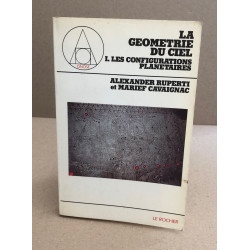 LA
GEOMETRIE
DU CIEL
I. LES CONFIGURATIONS
PLANETAIRES
ALEXANDER RUPERTI
et MARIEF CAVAIGNAC
LE ROCHER